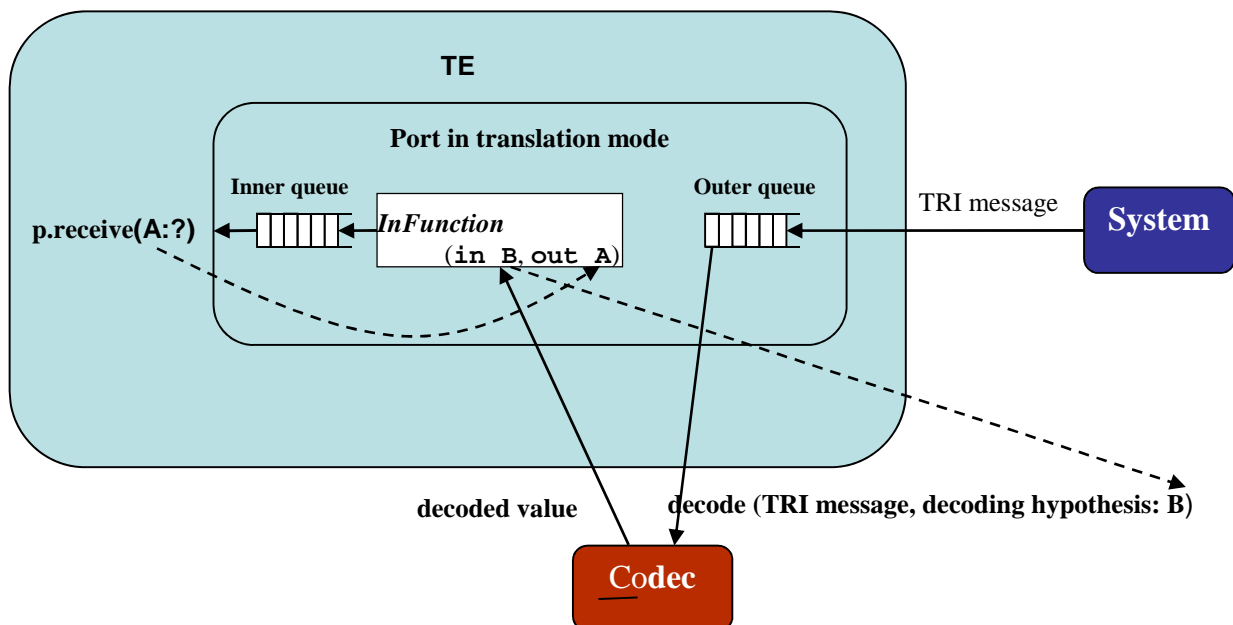 TE
Port in translation mode
Inner queue
Outer queue
TRI message
System
p.receive(A:?)
InFunction
(in B, out A)
decoded value
decode (TRI message, decoding hypothesis: B)
Codec